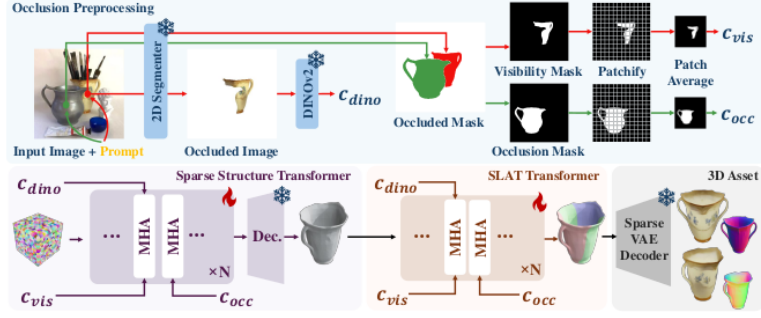 Occlusion Preprocessing
2D Segmenter
DINOv2
c_dino
c_vis
Visibility Mask
Patchify
Patch
Average
Occluded Mask
c_occ
Input Image + Prompt
Occluded Image
Occlusion Mask
c_dino
Sparse Structure Transformer
...
MHA
MHA
...
×N
Dec.
c_vis
c_occ
c_dino
SLAT Transformer
...
MHA
MHA
...
×N
c_vis
c_occ
3D Asset
Sparse
VAE
Decoder